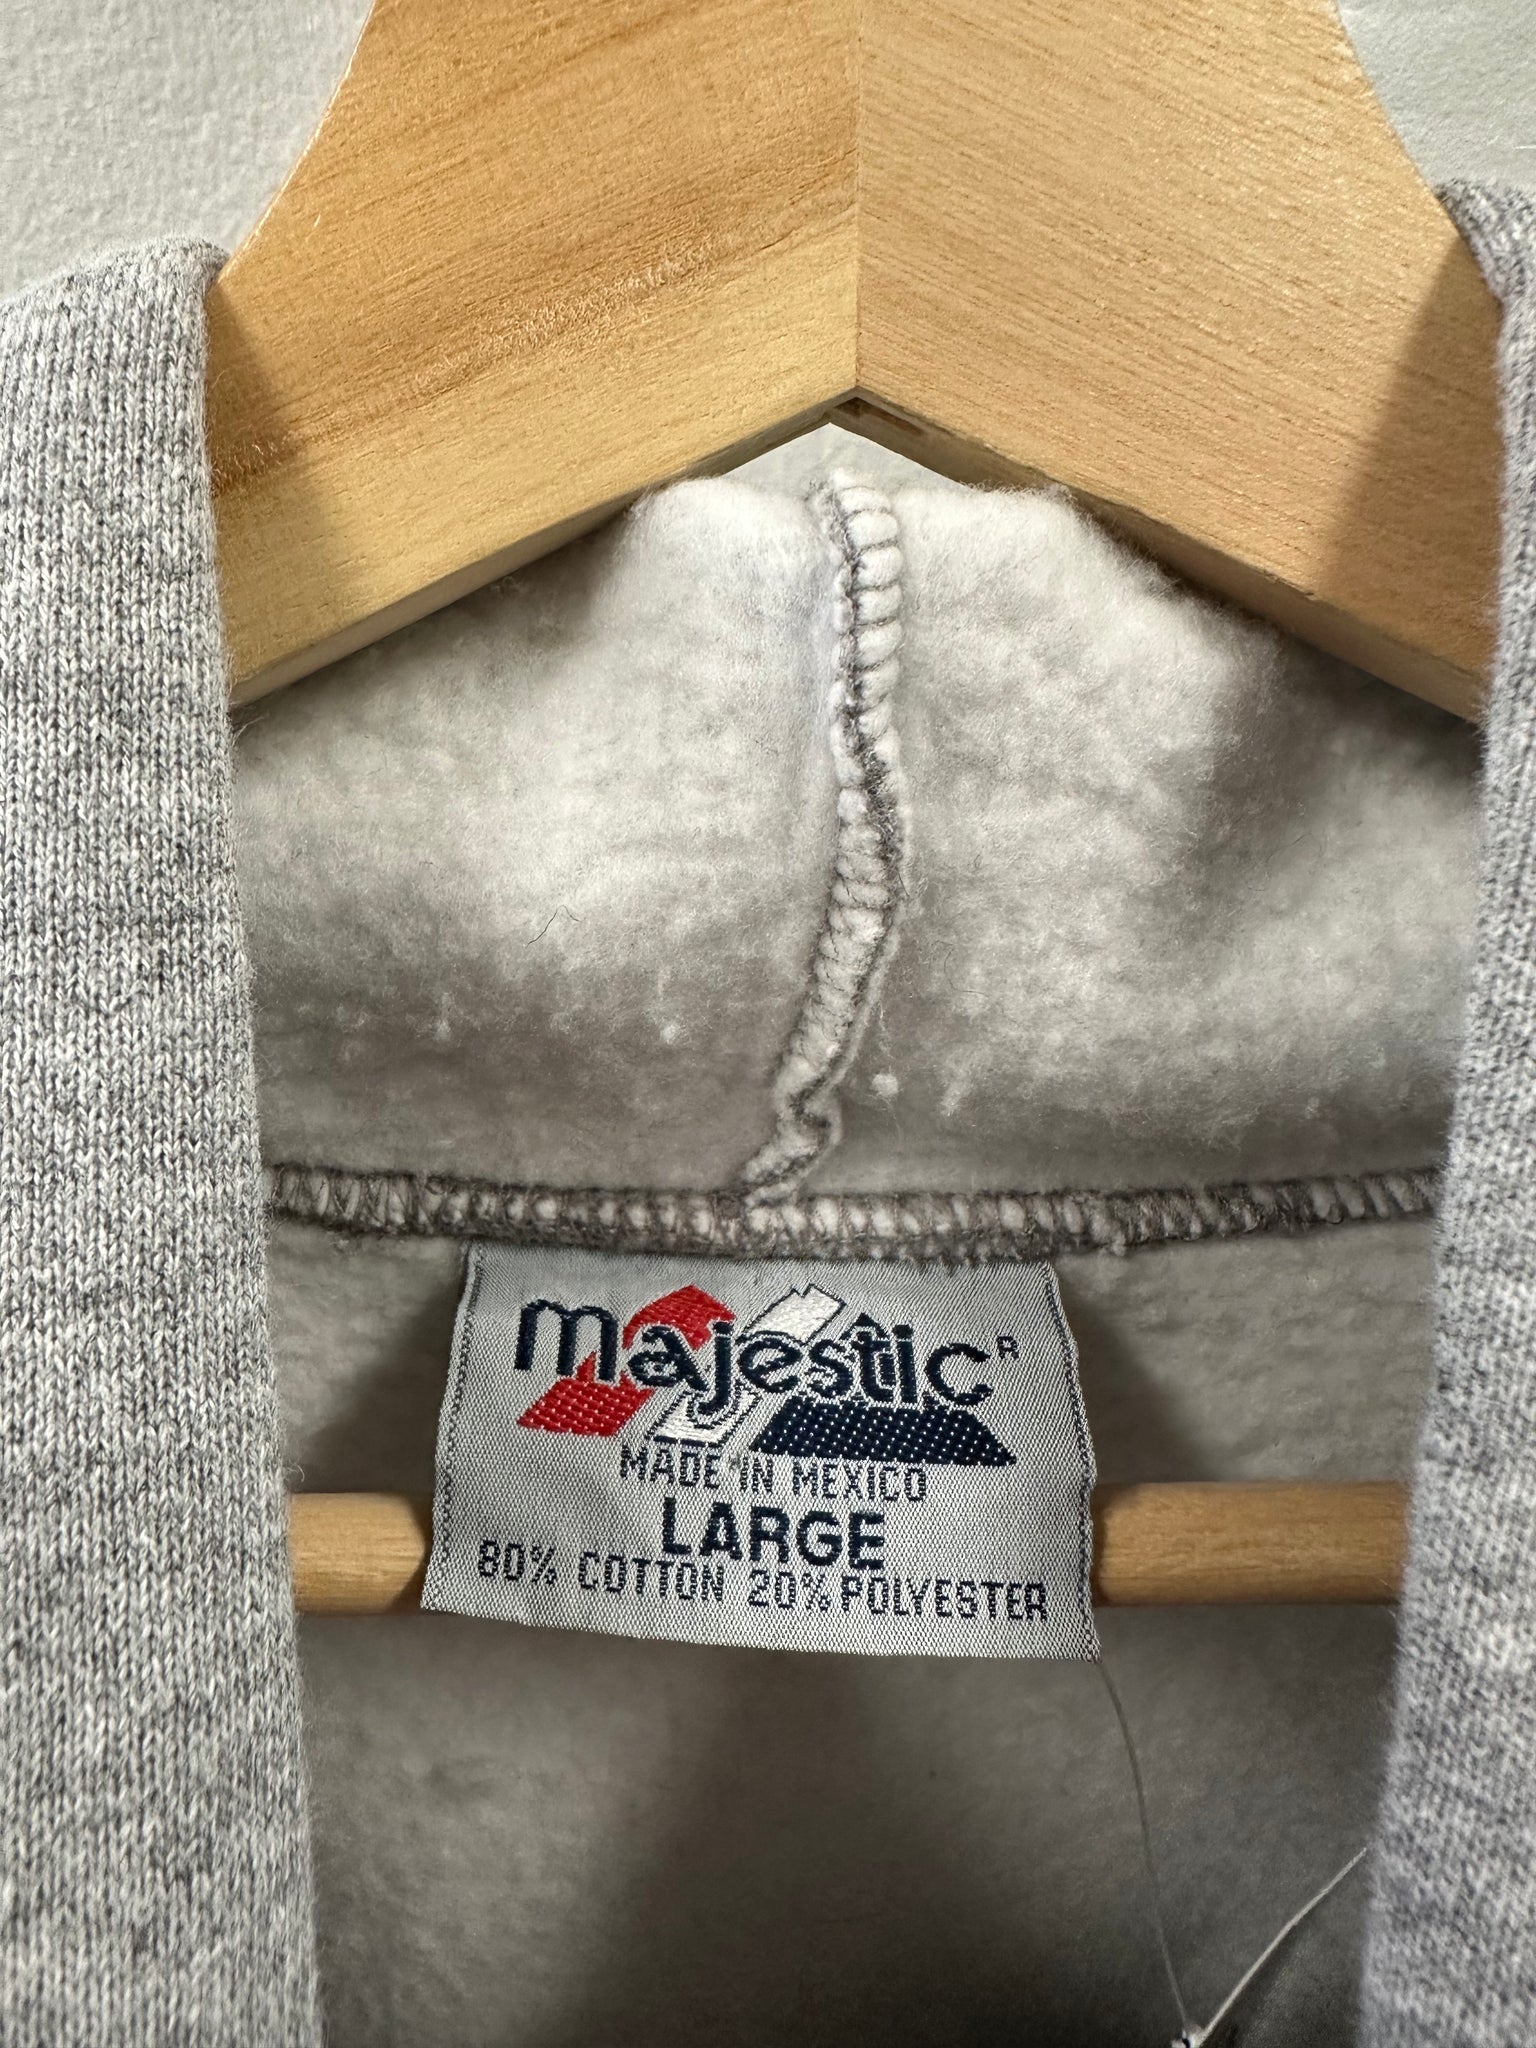 majestic R
MADE IN MEXICO
LARGE
80% COTTON 20% POLYESTER